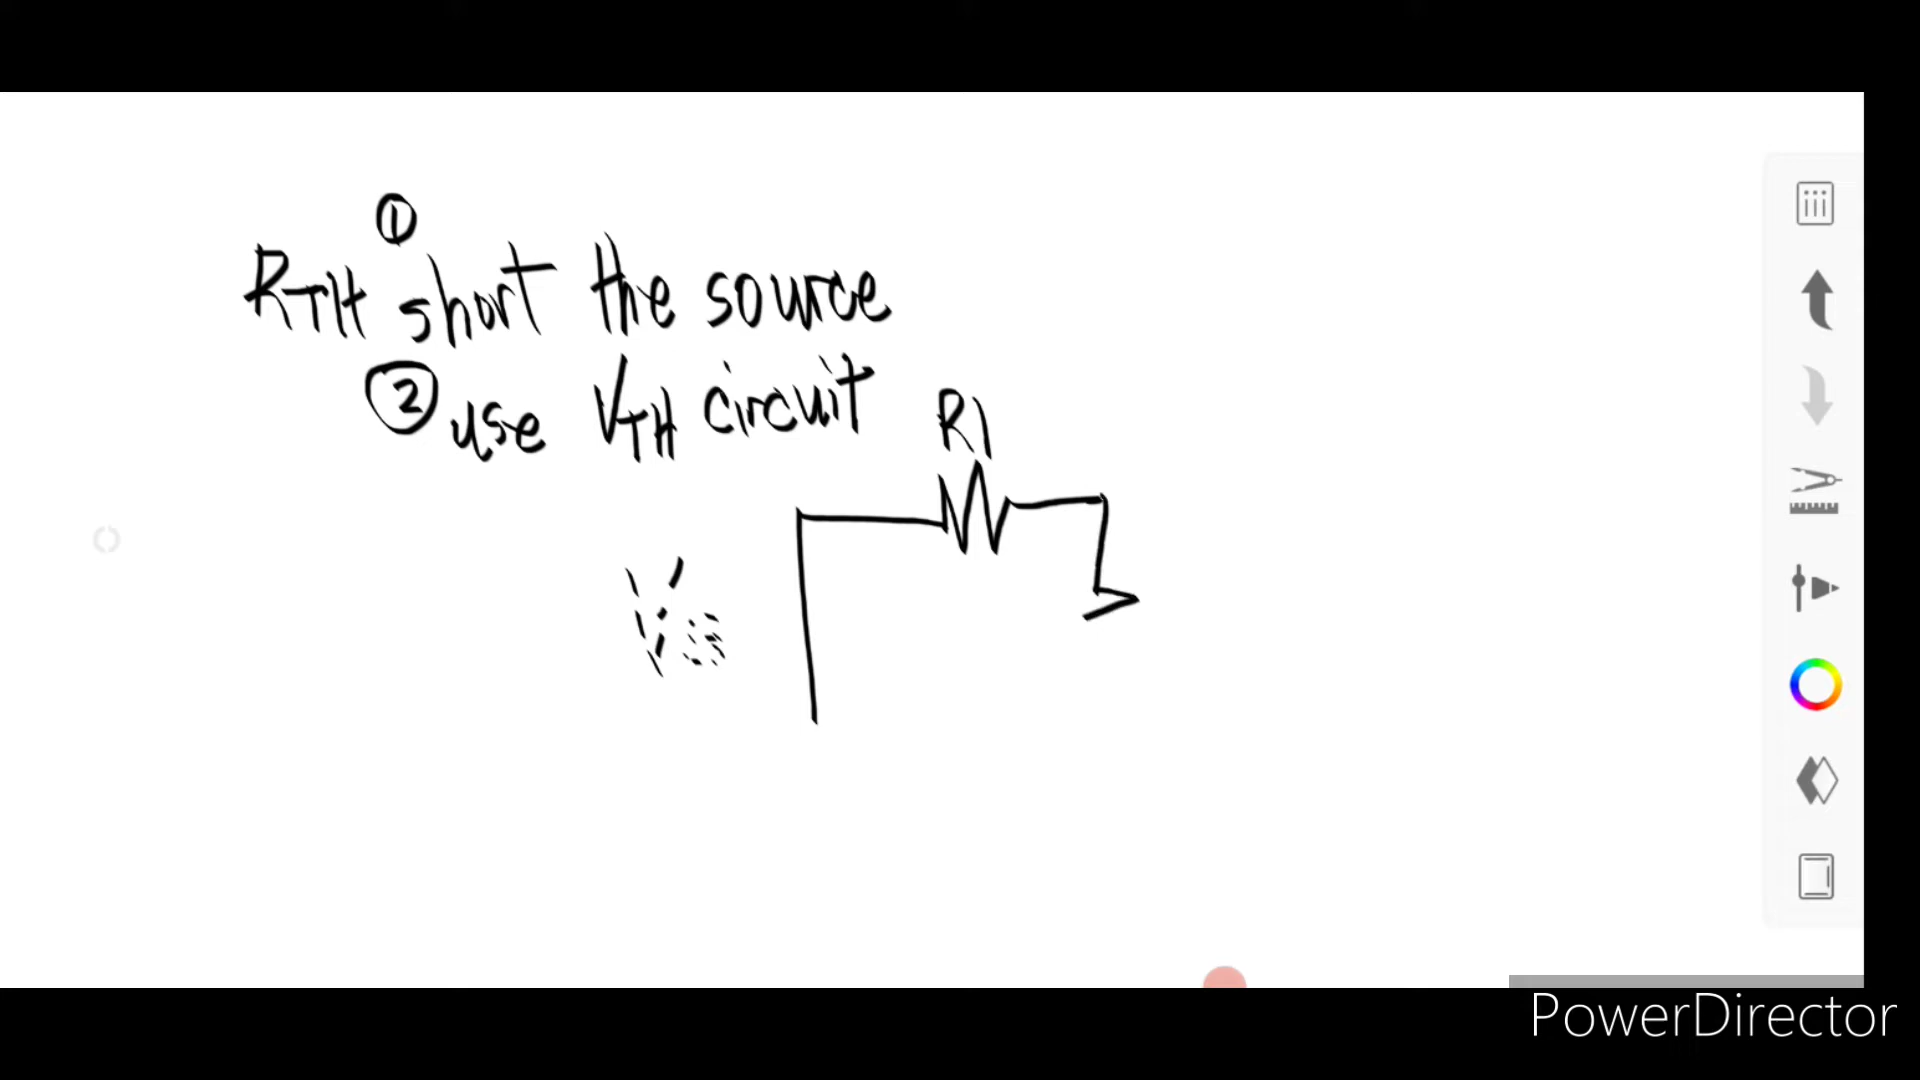 ①
RTH short the source
② use VTH circuit
R1
PowerDirector